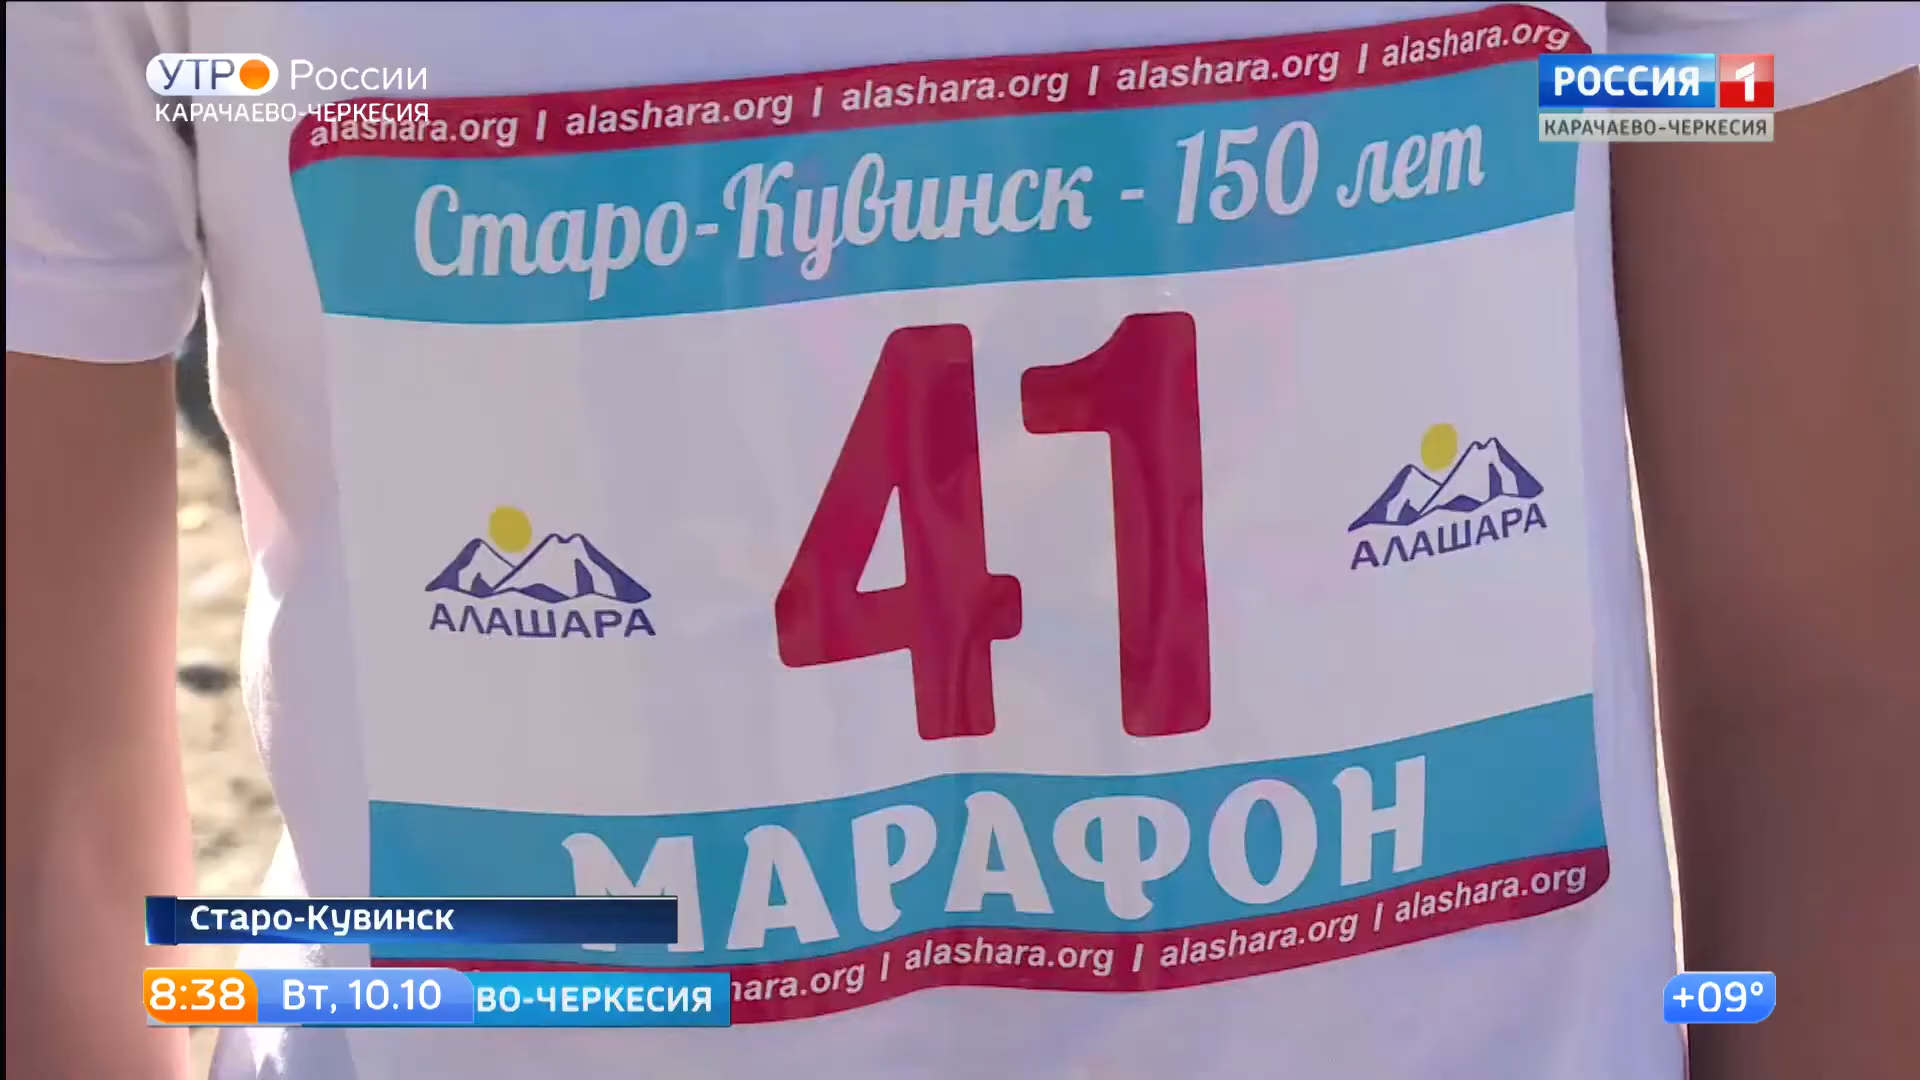 УТРО России
КАРАЧАЕВО-ЧЕРКЕСИЯ
РОССИЯ 1
КАРАЧАЕВО-ЧЕРКЕСИЯ
alashara.org | alashara.org | alashara.org | alashara.org | alashara.org
Старо-Кувинск - 150 лет
41
АЛАШАРА
АЛАШАРА
МАРАФОН
hara.org | alashara.org | alashara.org | alashara.org
Старо-Кувинск
8:38 Вт, 10.10 ВО-ЧЕРКЕСИЯ
+09°